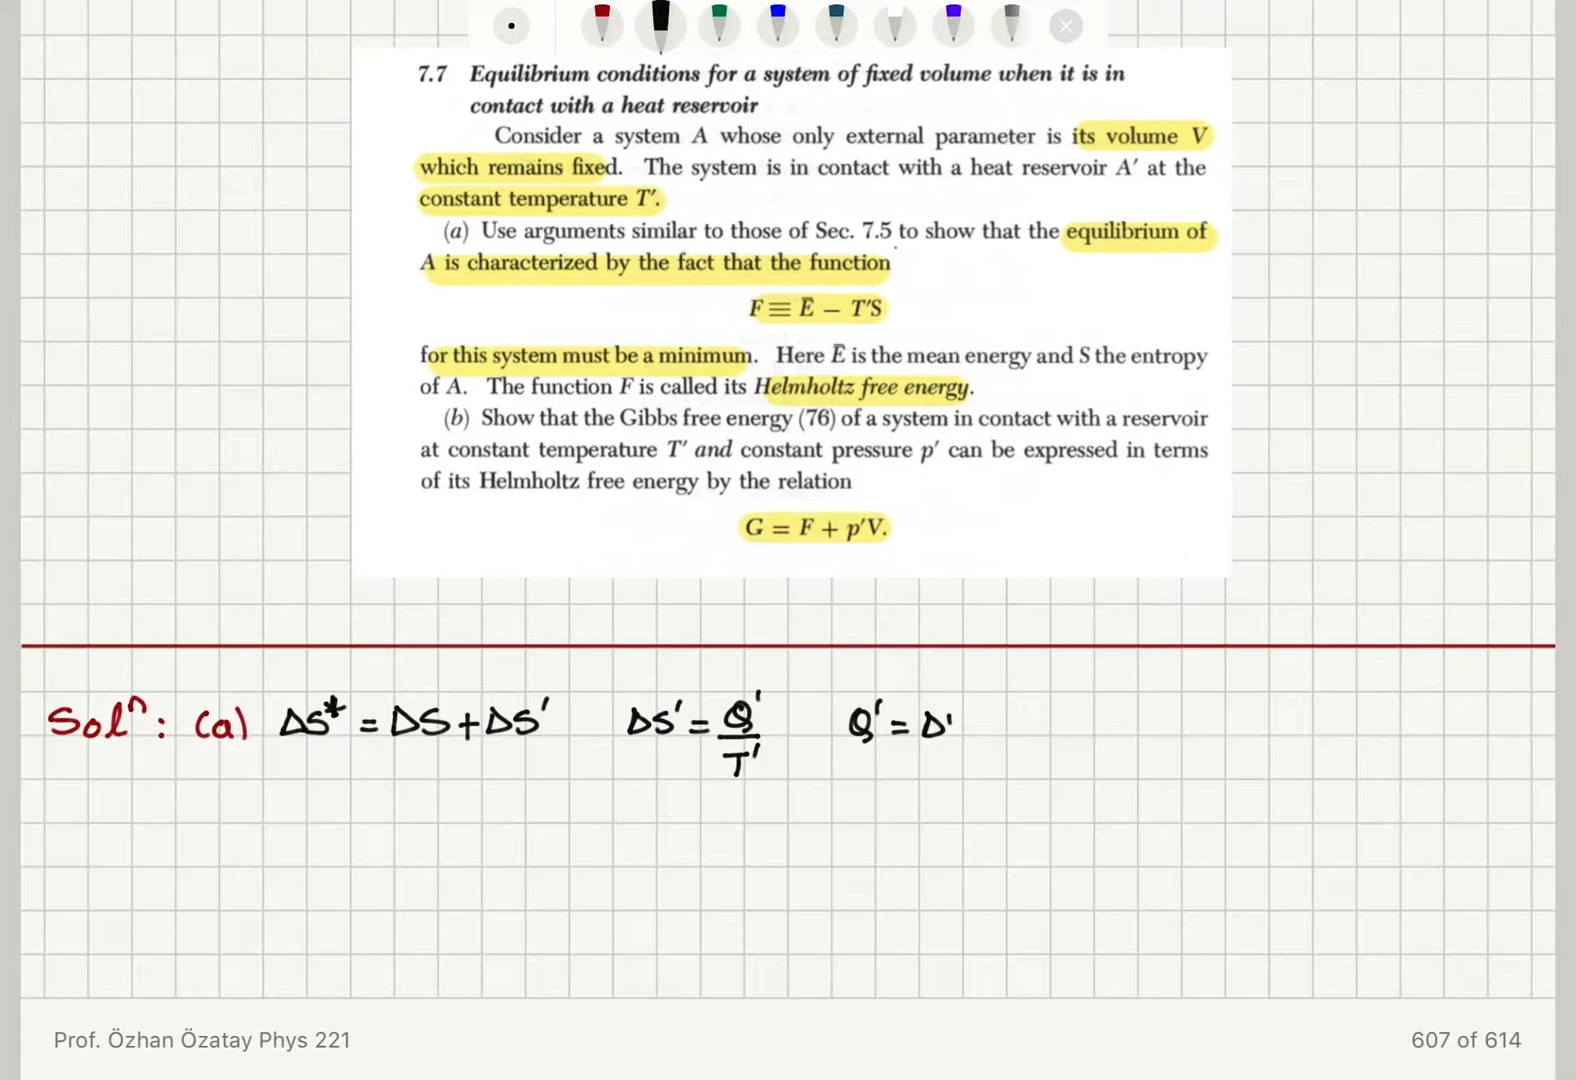 7.7 Equilibrium conditions for a system of fixed volume when it is in
contact with a heat reservoir
Consider a system A whose only external parameter is its volume V
which remains fixed. The system is in contact with a heat reservoir A′ at the
constant temperature T′.
(a) Use arguments similar to those of Sec. 7.5 to show that the equilibrium of
A is characterized by the fact that the function
F ≡ Ē − T′S
for this system must be a minimum. Here Ē is the mean energy and S the entropy
of A. The function F is called its Helmholtz free energy.
(b) Show that the Gibbs free energy (76) of a system in contact with a reservoir
at constant temperature T′ and constant pressure p′ can be expressed in terms
of its Helmholtz free energy by the relation
G = F + p′V.
Solⁿ: (a) ΔS* = ΔS + ΔS′ ΔS′ = Q′/T′ Q′ = Δ'
Prof. Özhan Özatay Phys 221
607 of 614